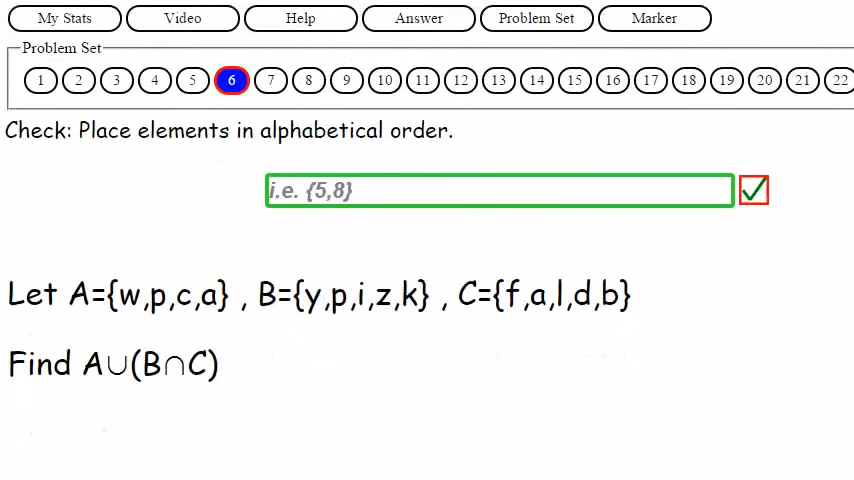 My Stats Video Help Answer Problem Set Marker
Problem Set
1 2 3 4 5 6 7 8 9 10 11 12 13 14 15 16 17 18 19 20 21 22
Check: Place elements in alphabetical order.
i.e. {5,8}
Let A={w,p,c,a} , B={y,p,i,z,k} , C={f,a,l,d,b}
Find A∪(B∩C)